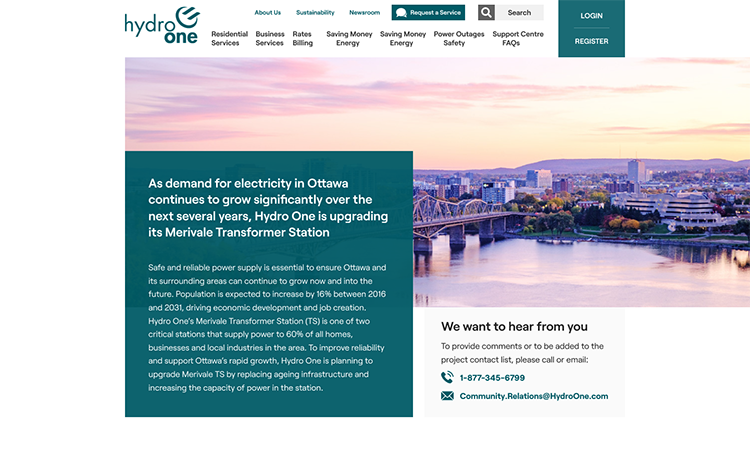 hydro
one
About Us
Sustainability
Newsroom
Request a Service
Search
LOGIN
REGISTER
Residential
Services
Business
Services
Rates
Billing
Saving Money
Energy
Saving Money
Energy
Power Outages
Safety
Support Centre
FAQs
As demand for electricity in Ottawa
continues to grow significantly over the
next several years, Hydro One is upgrading
its Merivale Transformer Station
Safe and reliable power supply is essential to ensure Ottawa and
its surrounding areas can continue to grow now and into the
future. Population is expected to increase by 16% between 2016
and 2031, driving economic development and job creation.
Hydro One's Merivale Transformer Station (TS) is one of two
critical stations that supply power to 60% of all homes,
businesses and local industries in the area. To improve reliability
and support Ottawa's rapid growth, Hydro One is planning to
upgrade Merivale TS by replacing ageing infrastructure and
increasing the capacity of power in the station.
We want to hear from you
To provide comments or to be added to the
project contact list, please call or email:
1-877-345-6799
Community.Relations@HydroOne.com